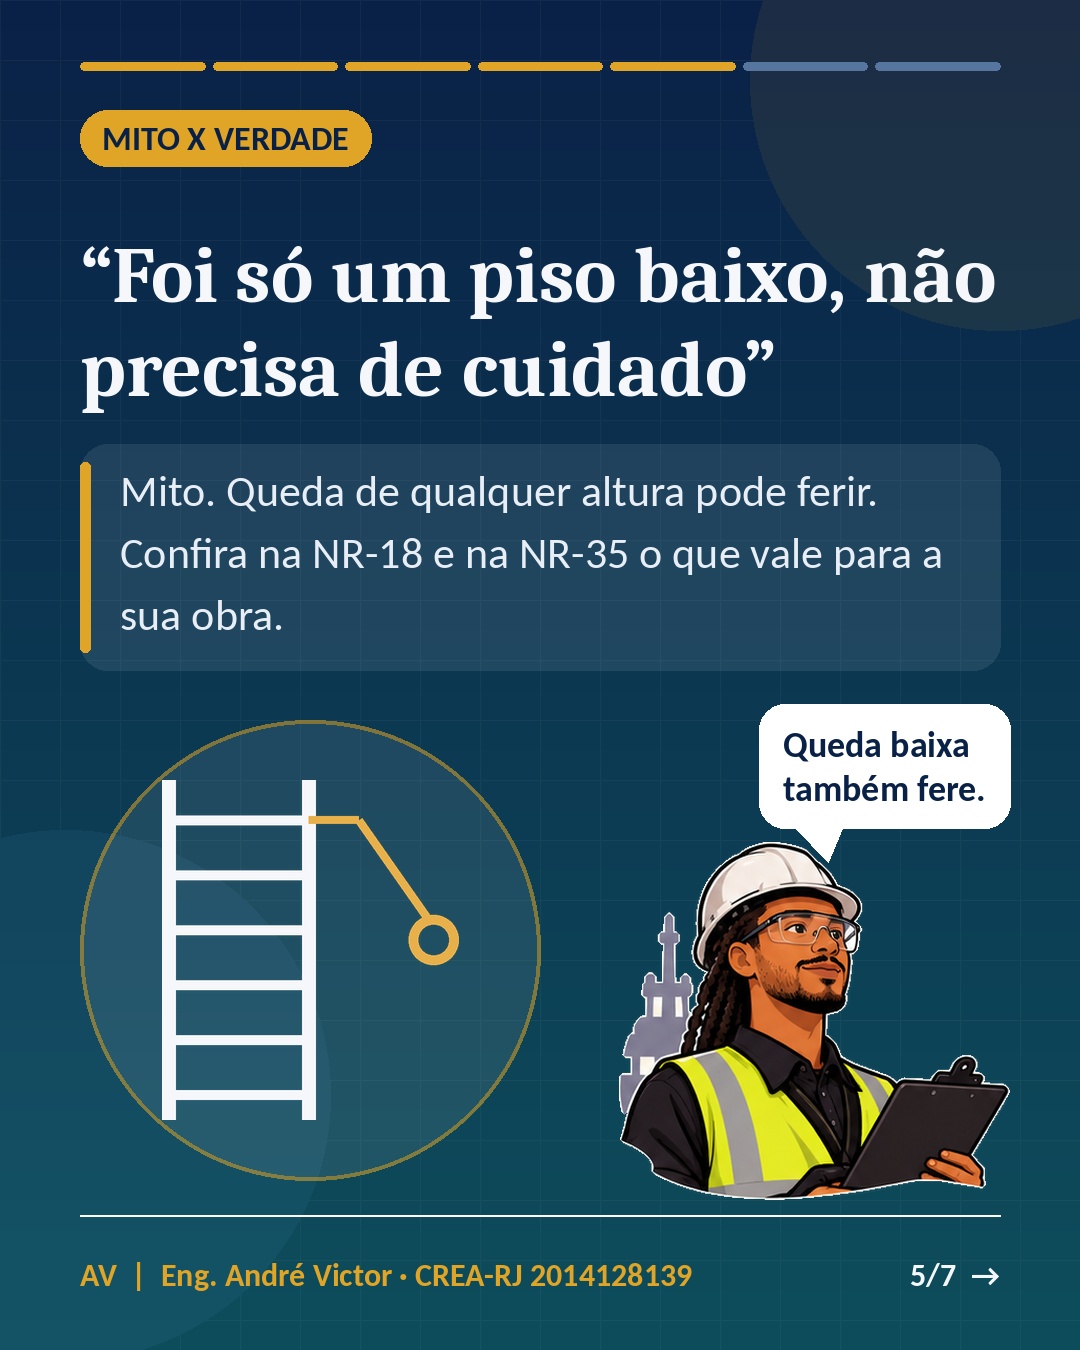 MITO X VERDADE
“Foi só um piso baixo, não
precisa de cuidado”
Mito. Queda de qualquer altura pode ferir.
Confira na NR-18 e na NR-35 o que vale para a
sua obra.
Queda baixa
também fere.
AV | Eng. André Victor · CREA-RJ 2014128139
5/7 →